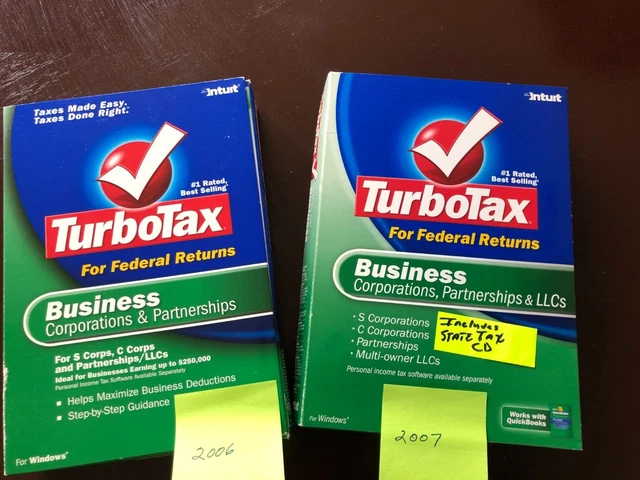 Taxes Made Easy.
Taxes Done Right.
intuit
#1 Rated,
Best Selling
TurboTax
For Federal Returns
Business
Corporations & Partnerships
For S Corps, C Corps
and Partnerships/LLCs
Ideal for Businesses Earning up to $250,000
Personal Income Tax Software Available Separately
Helps Maximize Business Deductions
Step-by-Step Guidance
For Windows
2006
intuit
#1 Rated,
Best Selling
TurboTax
For Federal Returns
Business
Corporations, Partnerships & LLCs
• S Corporations
• C Corporations
• Partnerships
• Multi-owner LLCs
Includes
STATE TAX
CD
Personal income tax software available separately
For Windows
Works with
QuickBooks
2007